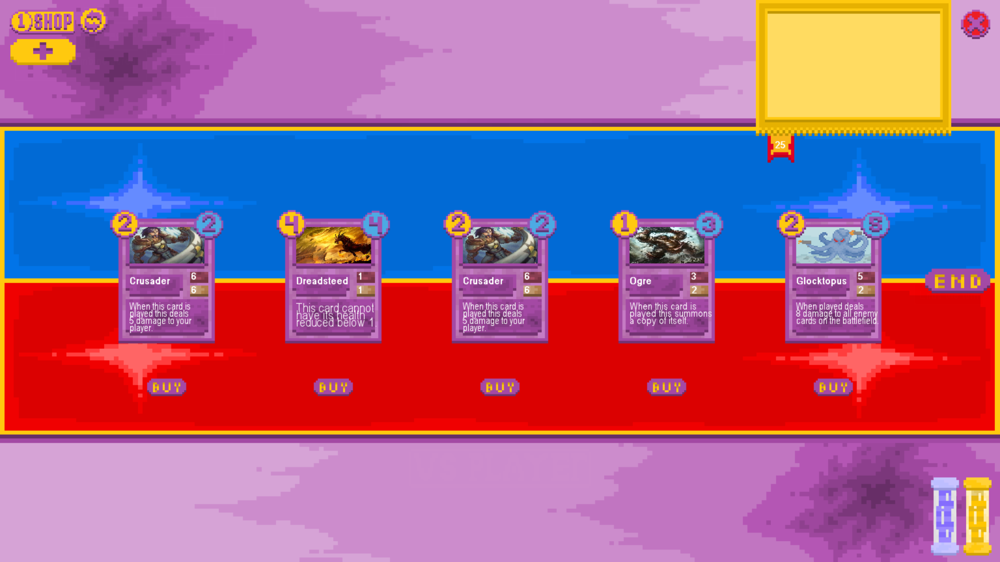 1 SHOP
+
25
2 2
Crusader
6
6
When this card is
played this deals
5 damage to your
player.
BUY
4 4
Dreadsteed
1
1
This card cannot
have its health
reduced below 1.
BUY
2 2
Crusader
6
6
When this card is
played this deals
5 damage to your
player.
BUY
1 3
Ogre
3
2
When this card is
played this summons
a copy of itself.
BUY
2
Glocktopus
5
2
When played deals
8 damage to all enemy
cards on the battlefield.
BUY
END